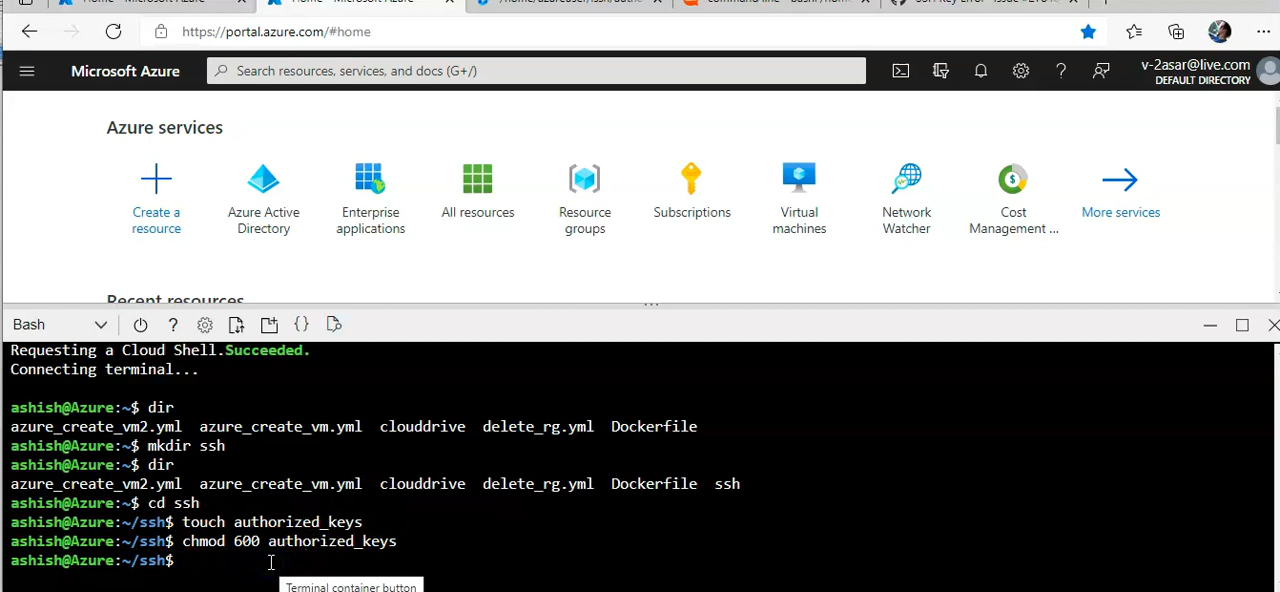 https://portal.azure.com/#home
Microsoft Azure
Search resources, services, and docs (G+/)
v-2asar@live.com
DEFAULT DIRECTORY
Azure services
Create a resource
Azure Active Directory
Enterprise applications
All resources
Resource groups
Subscriptions
Virtual machines
Network Watcher
Cost Management ...
More services
Recent resources
Bash
Requesting a Cloud Shell.Succeeded.
Connecting terminal...
ashish@Azure:~$ dir
azure_create_vm2.yml  azure_create_vm.yml  clouddrive  delete_rg.yml  Dockerfile
ashish@Azure:~$ mkdir ssh
ashish@Azure:~$ dir
azure_create_vm2.yml  azure_create_vm.yml  clouddrive  delete_rg.yml  Dockerfile  ssh
ashish@Azure:~$ cd ssh
ashish@Azure:~/ssh$ touch authorized_keys
ashish@Azure:~/ssh$ chmod 600 authorized_keys
ashish@Azure:~/ssh$
Terminal container button